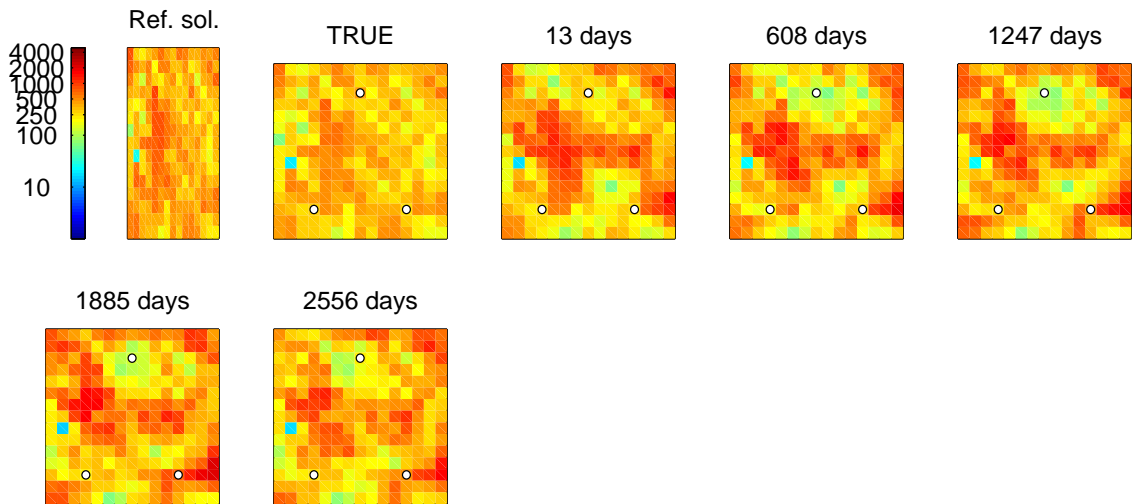 Ref. sol.
TRUE
13 days
608 days
1247 days
4000
2000
1000
500
250
100
10
1885 days
2556 days